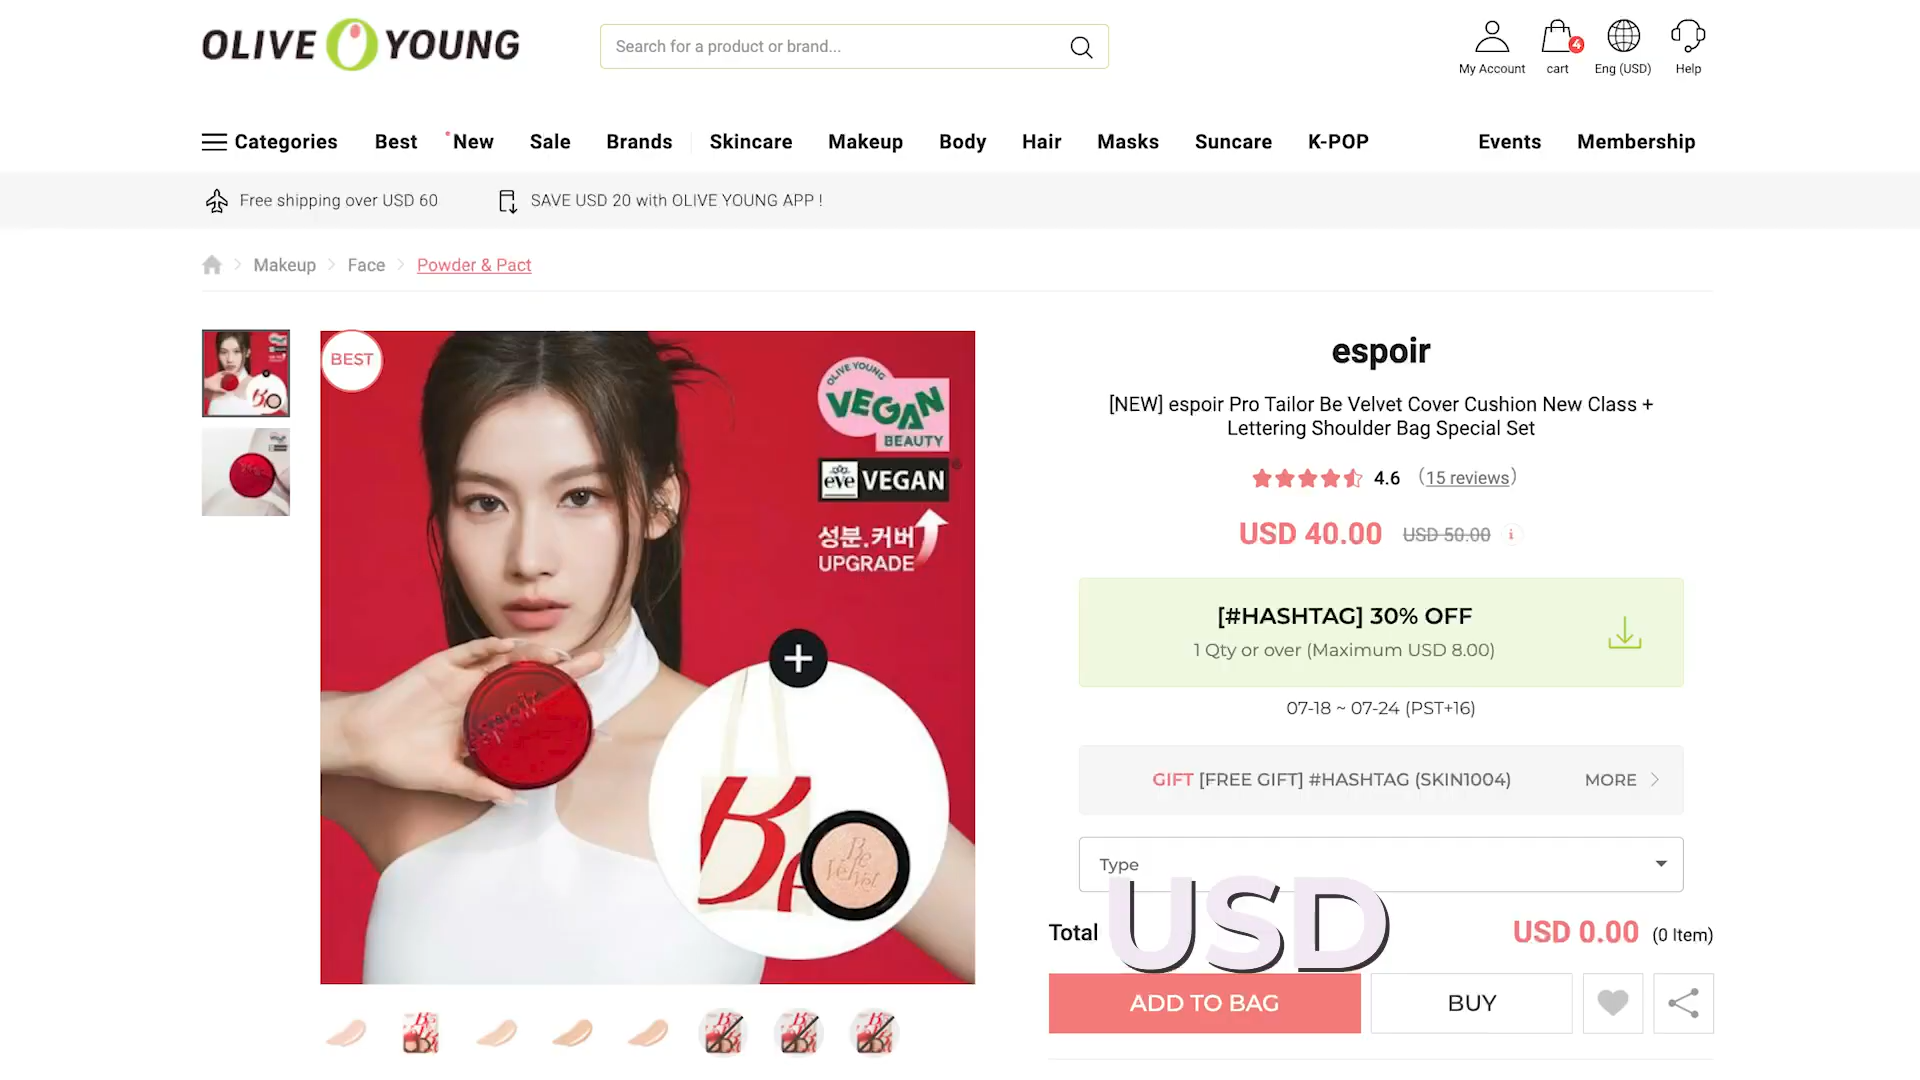 OLIVE YOUNG
Search for a product or brand...
My Account
4
cart
Eng (USD)
Help
Categories
Best
New
Sale
Brands
Skincare
Makeup
Body
Hair
Masks
Suncare
K-POP
Events
Membership
Free shipping over USD 60
SAVE USD 20 with OLIVE YOUNG APP !
Makeup
Face
Powder & Pact
BEST
OLIVE YOUNG
VEGAN
BEAUTY
eve VEGAN
성분.커버
UPGRADE
espoir
Be
Be
Velvet
espoir
[NEW] espoir Pro Tailor Be Velvet Cover Cushion New Class +
Lettering Shoulder Bag Special Set
4.6 (15 reviews)
USD 40.00 USD 50.00
[#HASHTAG] 30% OFF
1 Qty or over (Maximum USD 8.00)
07-18 ~ 07-24 (PST+16)
GIFT [FREE GIFT] #HASHTAG (SKIN1004) MORE
Type
USD
Total USD 0.00 (0 Item)
ADD TO BAG
BUY